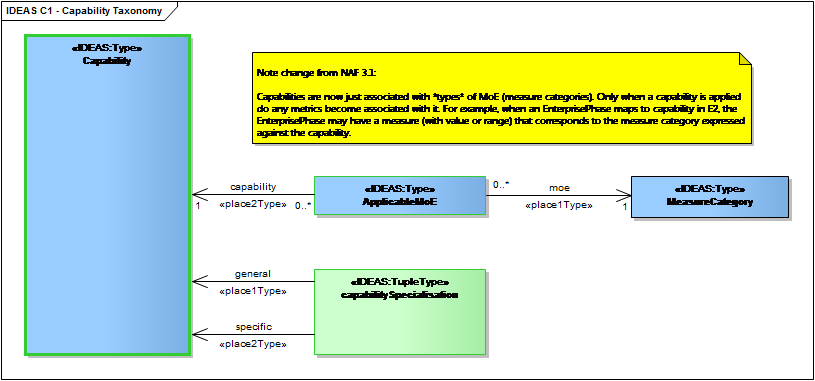 IDEAS C1 - Capability Taxonomy
«IDEAS:Type»
Capability
Note change from NAF 3.1:
Capabilities are now just associated with *types* of MoE (measure categories). Only when a capability is applied
do any metrics become associated with it. For example, when an EnterprisePhase maps to capability in E2, the
EnterprisePhase may have a measure (with value or range) that corresponds to the measure category expressed
against the capability.
capability
1
«place2Type»
0..*
«IDEAS:Type»
ApplicableMoE
0..*
moe
«place1Type»
1
«IDEAS:Type»
MeasureCategory
general
«place1Type»
specific
«place2Type»
«IDEAS:TupleType»
capabilitySpecialisation